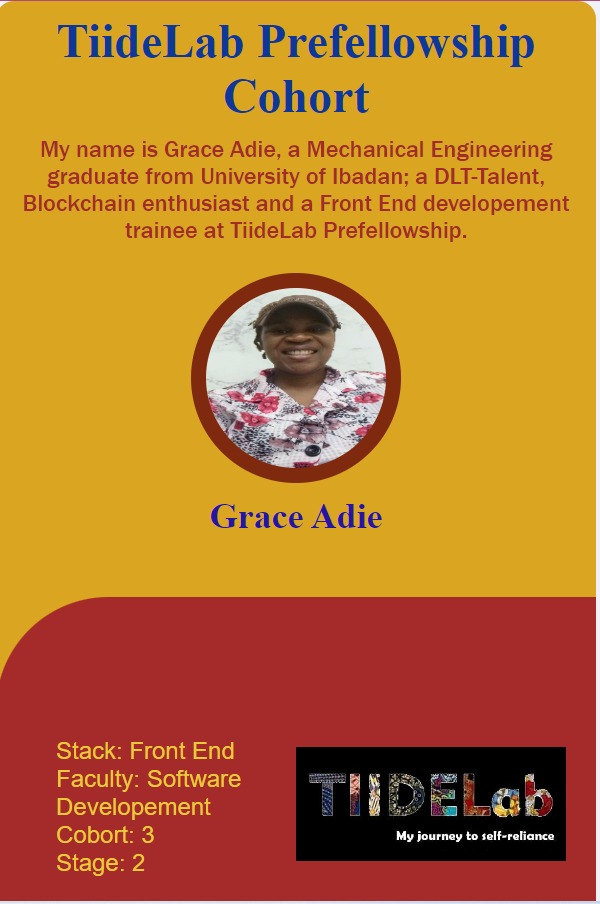 TiideLab Prefellowship
Cohort
My name is Grace Adie, a Mechanical Engineering
graduate from University of Ibadan; a DLT-Talent,
Blockchain enthusiast and a Front End developement
trainee at TiideLab Prefellowship.
Grace Adie
Stack: Front End
Faculty: Software
Developement
Cobort: 3
Stage: 2
TIIDELab
My journey to self-reliance